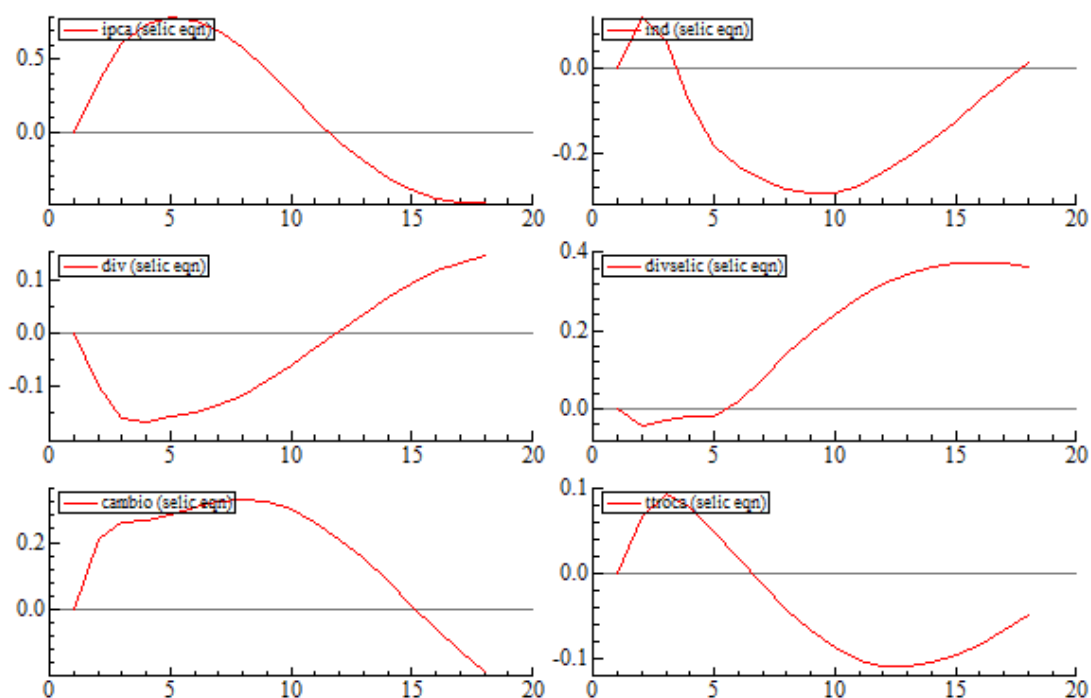 ipca (selic eqn)
0.5
0.0
0 5 10 15 20
ind (selic eqn)
0.0
-0.2
0 5 10 15 20
div (selic eqn)
0.1
0.0
-0.1
0 5 10 15 20
0.4
divselic (selic eqn)
0.2
0.0
0 5 10 15 20
cambio (selic eqn)
0.2
0.0
0 5 10 15 20
0.1
ttroca (selic eqn)
0.0
-0.1
0 5 10 15 20